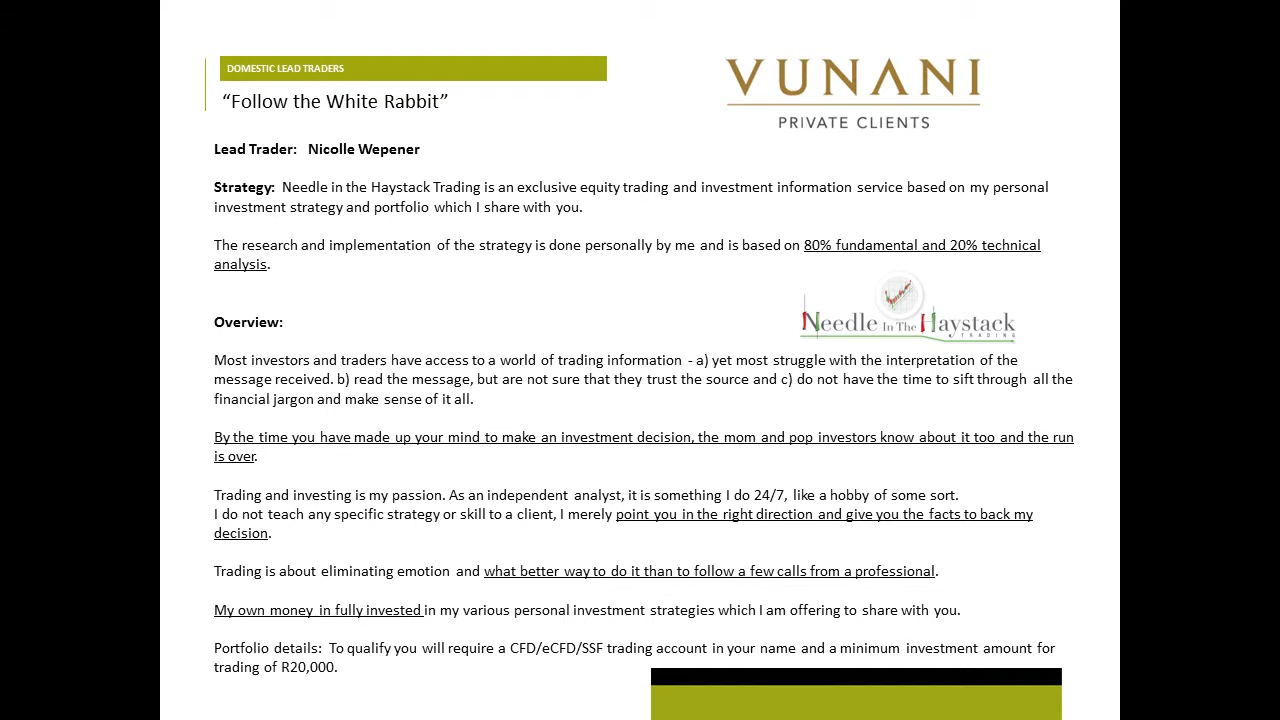 DOMESTIC LEAD TRADERS
“Follow the White Rabbit”
VUNANI
PRIVATE CLIENTS
Lead Trader: Nicolle Wepener
Strategy: Needle in the Haystack Trading is an exclusive equity trading and investment information service based on my personal
investment strategy and portfolio which I share with you.
The research and implementation of the strategy is done personally by me and is based on 80% fundamental and 20% technical
analysis.
Needle IN THE Haystack
TRADING
Overview:
Most investors and traders have access to a world of trading information - a) yet most struggle with the interpretation of the
message received. b) read the message, but are not sure that they trust the source and c) do not have the time to sift through all the
financial jargon and make sense of it all.
By the time you have made up your mind to make an investment decision, the mom and pop investors know about it too and the run
is over.
Trading and investing is my passion. As an independent analyst, it is something I do 24/7, like a hobby of some sort.
I do not teach any specific strategy or skill to a client, I merely point you in the right direction and give you the facts to back my
decision.
Trading is about eliminating emotion and what better way to do it than to follow a few calls from a professional.
My own money in fully invested in my various personal investment strategies which I am offering to share with you.
Portfolio details: To qualify you will require a CFD/eCFD/SSF trading account in your name and a minimum investment amount for
trading of R20,000.